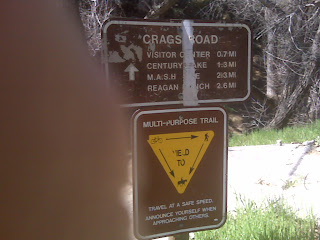 CRAGS ROAD
VISITOR CENTER 0.7 MI
CENTURY LAKE 1.3 MI
M.A.S.H 2.3 MI
REAGAN RANCH 2.6 MI
MULTI-PURPOSE TRAIL
YIELD
TO
TRAVEL AT A SAFE SPEED.
ANNOUNCE YOURSELF WHEN
APPROACHING OTHERS.